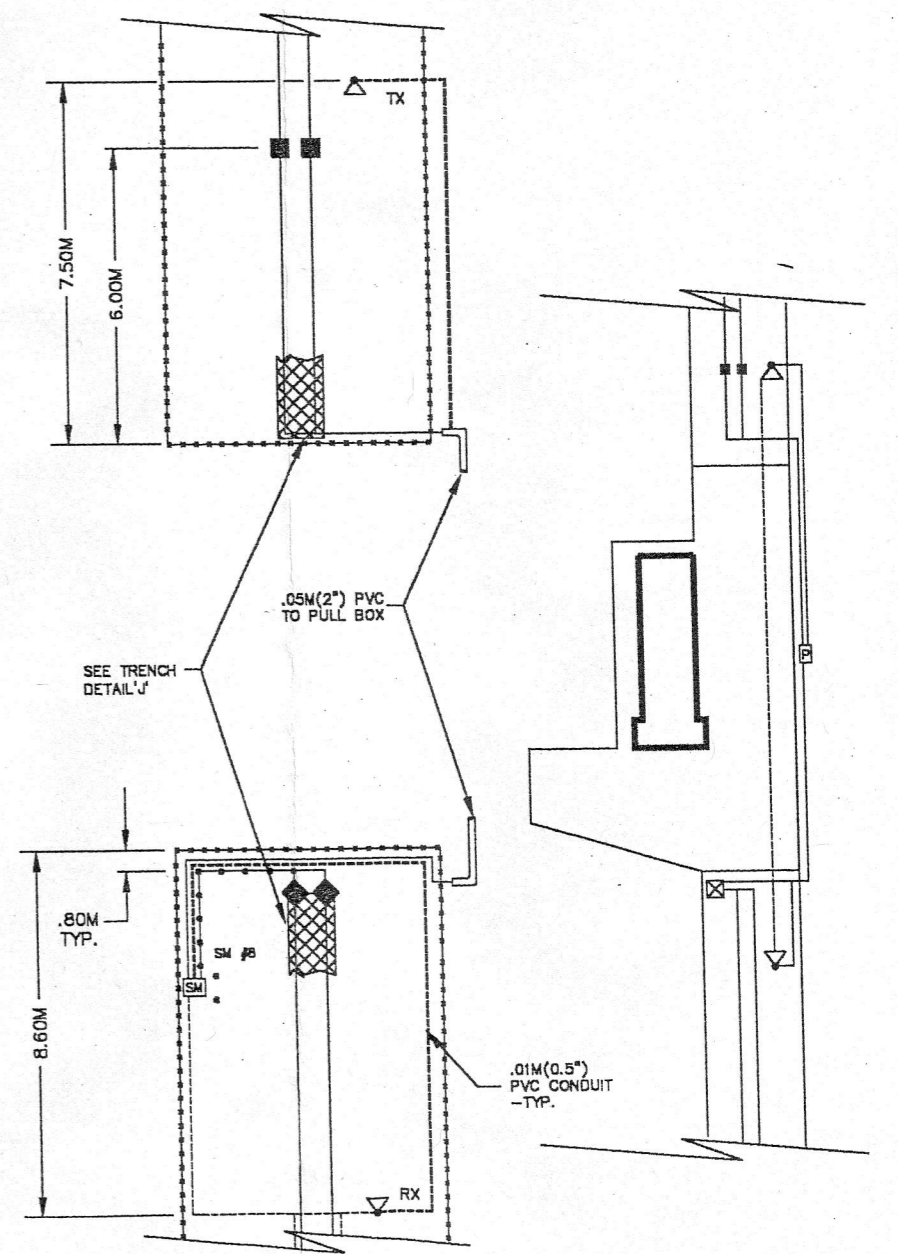 TX
7.50M
6.00M
.05M(2") PVC
TO PULL BOX
SEE TRENCH
DETAIL'J'
P
.80M
TYP.
SM #8
SM
8.60M
.01M(0.5")
PVC CONDUIT
-TYP.
RX